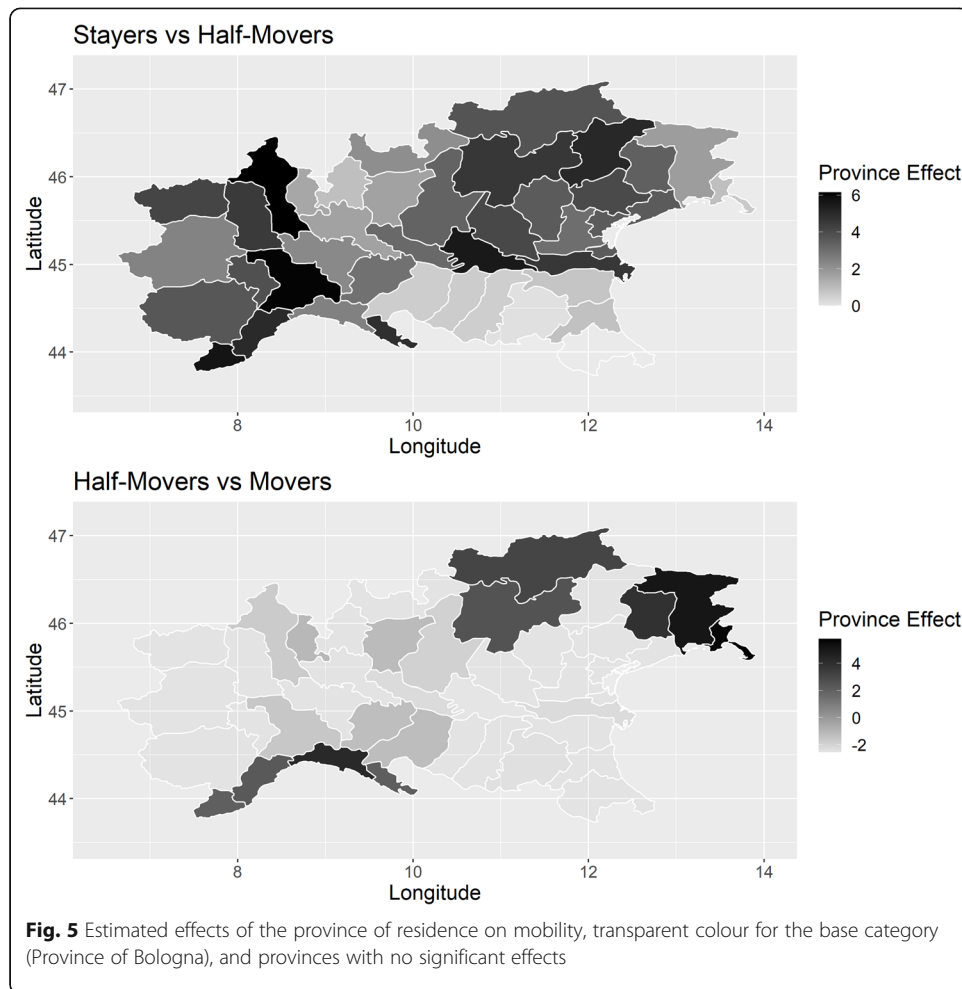 Stayers vs Half-Movers
47
46
45
44
Latitude
8
10
12
14
Longitude
Province Effect
6
4
2
0
Half-Movers vs Movers
47
46
45
44
Latitude
8
10
12
14
Longitude
Province Effect
4
2
0
-2
Fig. 5 Estimated effects of the province of residence on mobility, transparent colour for the base category
(Province of Bologna), and provinces with no significant effects